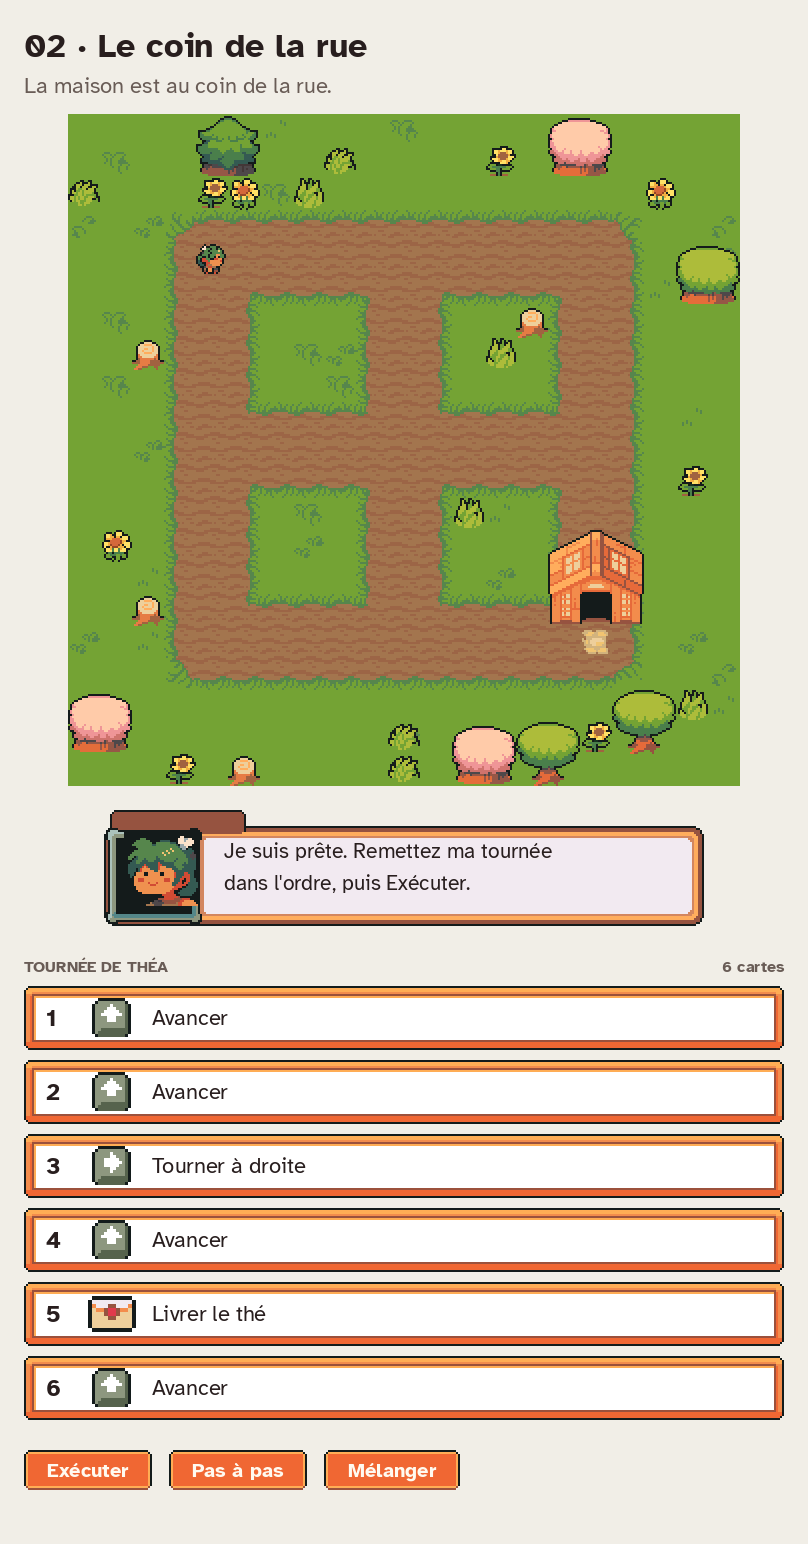 02 · Le coin de la rue
La maison est au coin de la rue.
Je suis prête. Remettez ma tournée
dans l'ordre, puis Exécuter.
TOURNÉE DE THÉA
6 cartes
1 Avancer
2 Avancer
3 Tourner à droite
4 Avancer
5 Livrer le thé
6 Avancer
Exécuter Pas à pas Mélanger